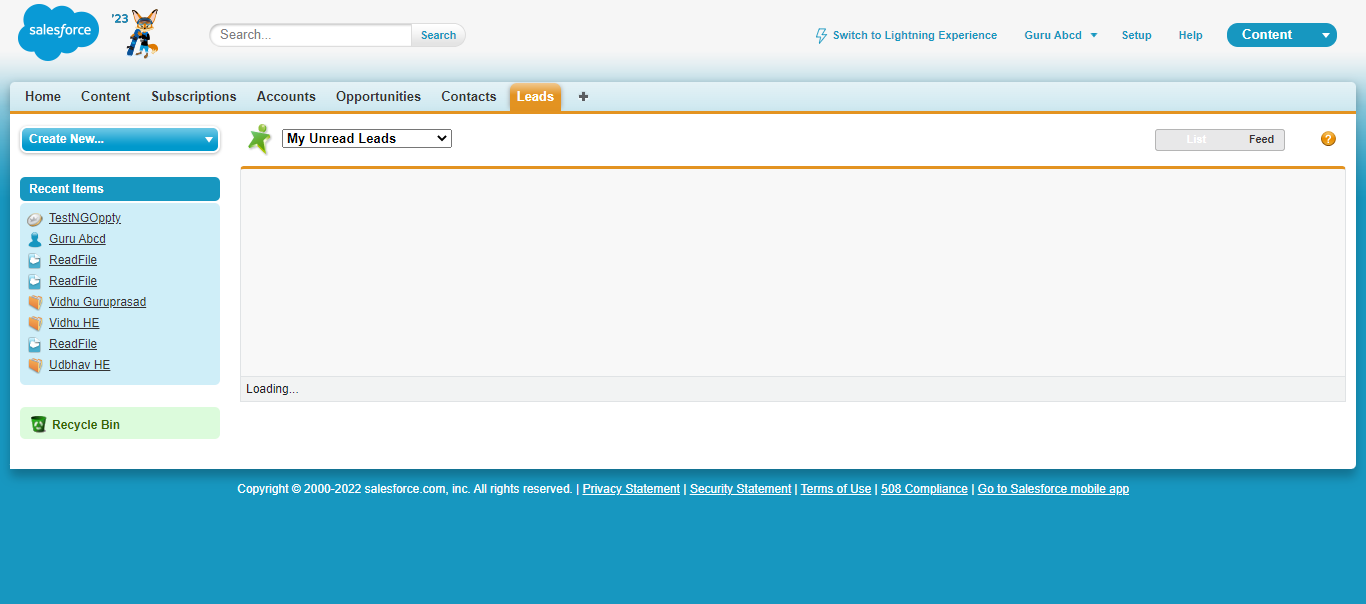 salesforce
'23
Search...
Search
Switch to Lightning Experience
Guru Abcd
Setup
Help
Content
Home
Content
Subscriptions
Accounts
Opportunities
Contacts
Leads
Create New...
My Unread Leads
List
Feed
?
Recent Items
TestNGOppty
Guru Abcd
ReadFile
ReadFile
Vidhu Guruprasad
Vidhu HE
ReadFile
Udbhav HE
Loading...
Recycle Bin
Copyright © 2000-2022 salesforce.com, inc. All rights reserved. | Privacy Statement | Security Statement | Terms of Use | 508 Compliance | Go to Salesforce mobile app